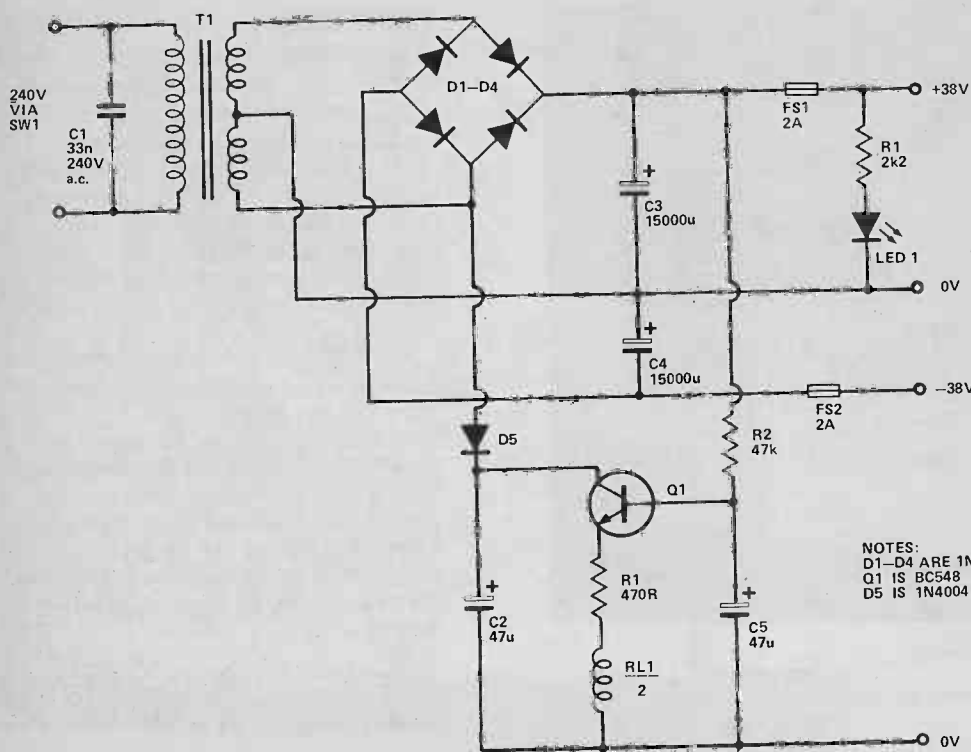 T1
240V
VIA
SW1
C1
33n
240V
a.c.
D1–D4
FS1
2A
+38V
R1
2k2
+
C3
15000u
LED 1
0V
+
C4
15000u
FS2
2A
–38V
D5
R2
47k
Q1
NOTES:
D1–D4 ARE 1N
Q1 IS BC548
D5 IS 1N4004
R1
470R
+
C2
47u
+
C5
47u
RL1
2
0V